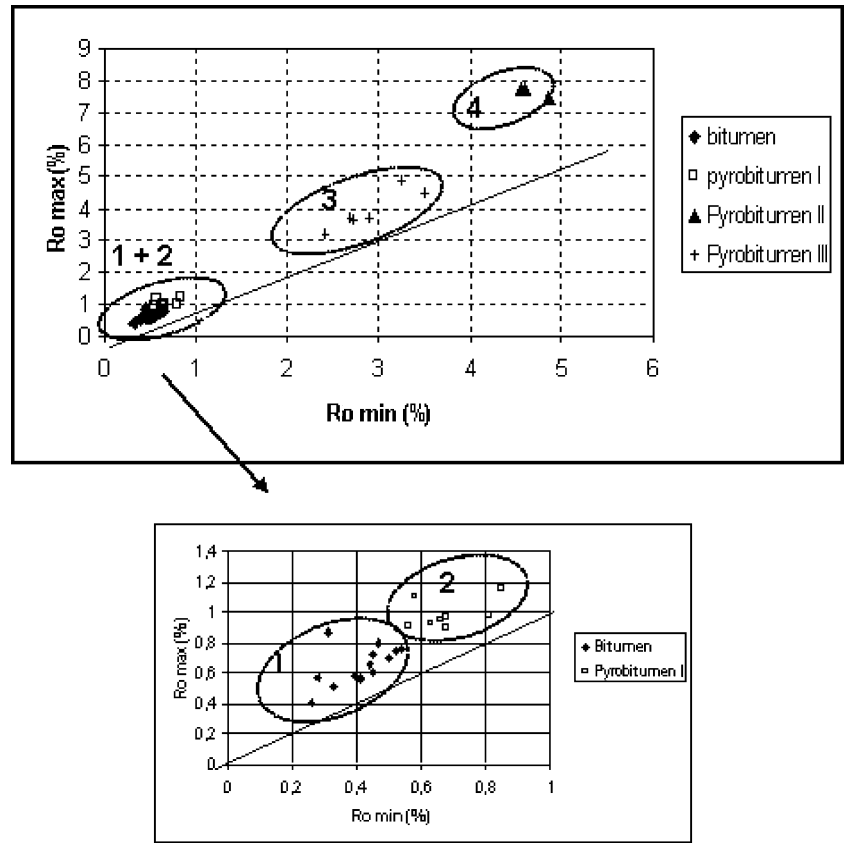 9
8
7
6
5
4
3
2
1
0
Ro max (%)
0 1 2 3 4 5 6
Ro min (%)
1 + 2
3
4
bitumen
pyrobitumen I
Pyrobitumen II
Pyrobitumen III
1,4
1,2
1
0,8
0,6
0,4
0,2
0
Ro max (%)
0 0,2 0,4 0,6 0,8 1
Ro min (%)
1
2
Bitumen
Pyrobitumen I